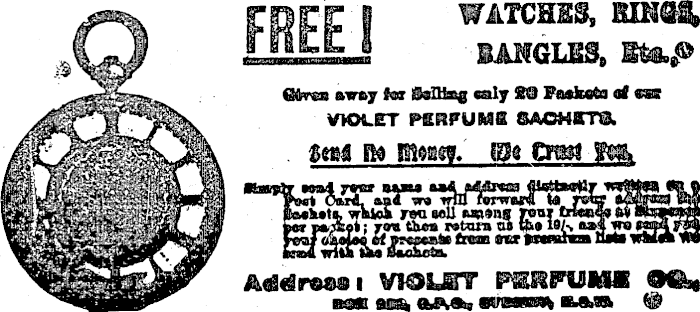 FREE!
WATCHES, RINGS,
BANGLES, Etc.,
Given away for Selling only 20 Packets of our
VIOLET PERFUME SACHETS.
Send No Money. We Trust You.
Simply send your name and address distinctly written on a
Post Card, and we will forward to your address the
Sachets, which you sell among your friends at Sixpence
per packet; you then return us the 10/-, and we send you
your choice of presents from our premium lists which we
send with the Sachets.
Address: VIOLET PERFUME CO.,
BOX G.P.O., SYDNEY, N.S.W.